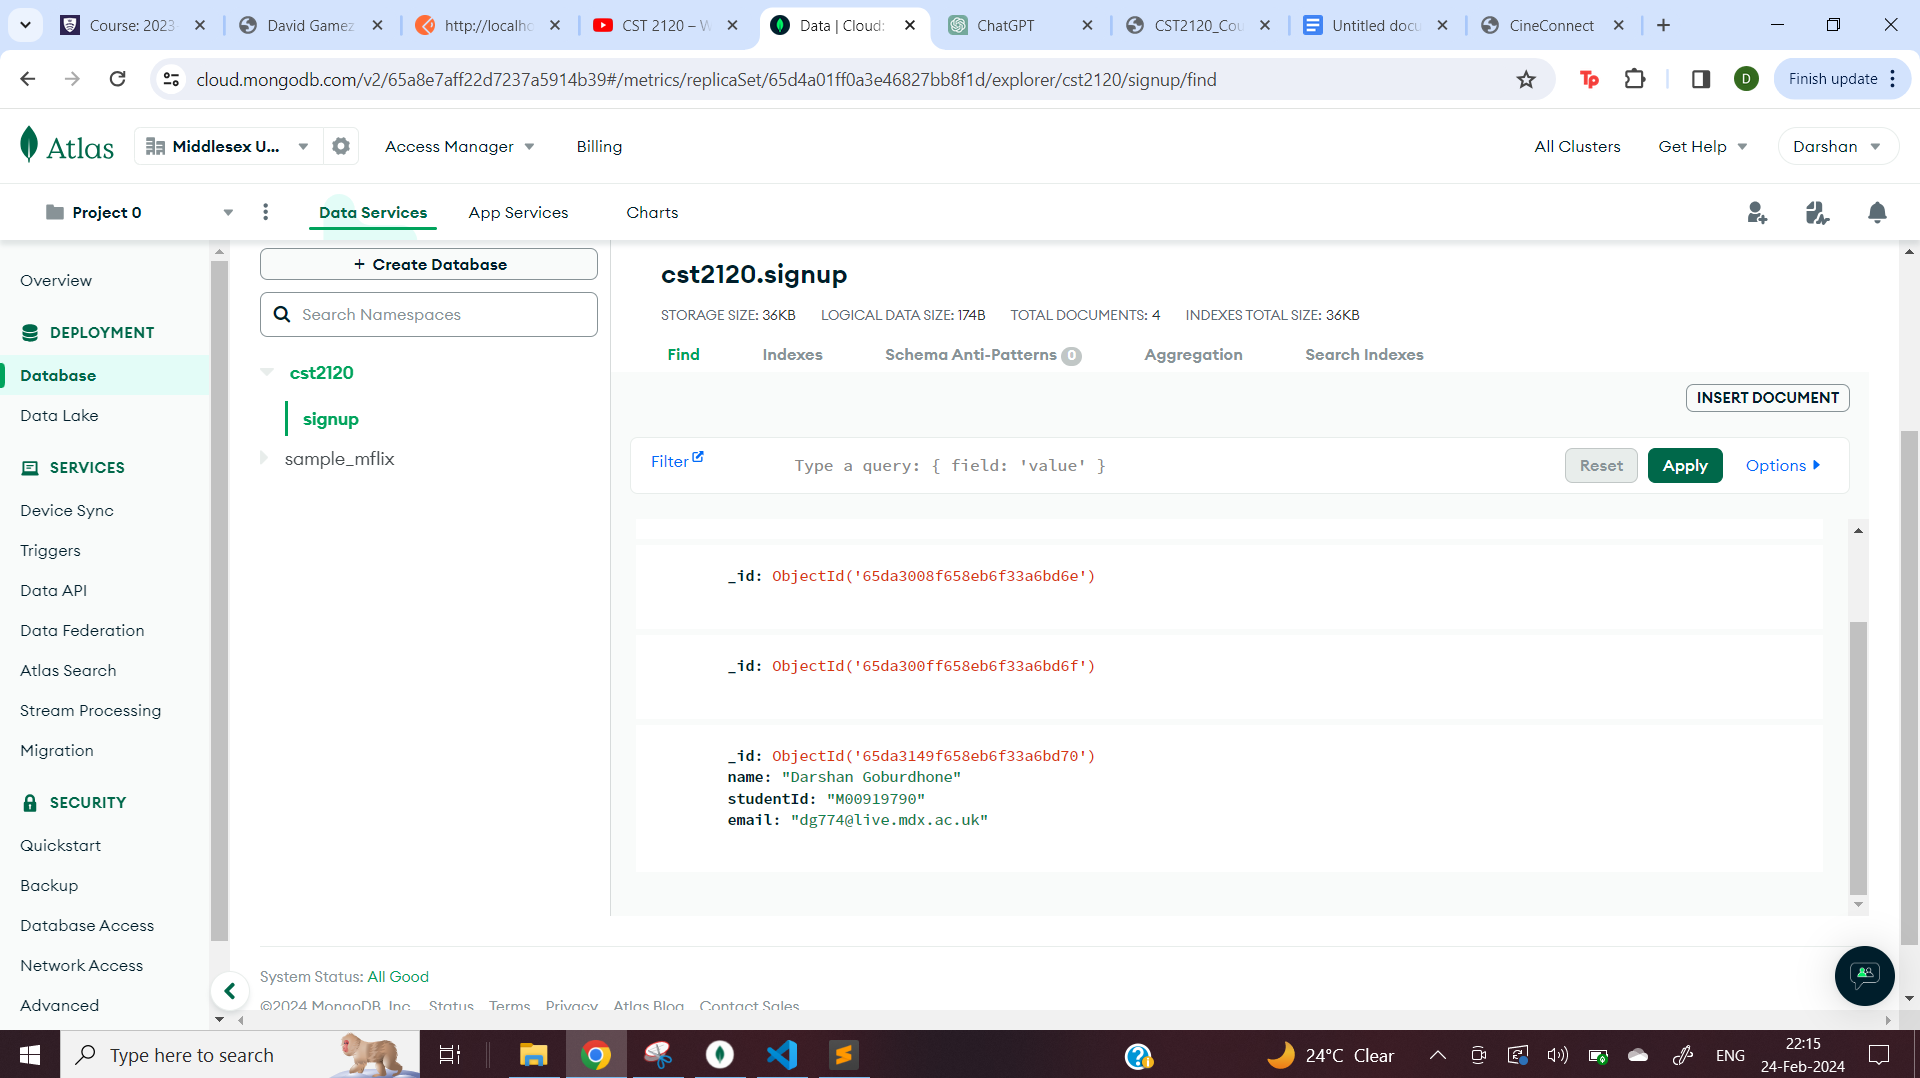 Course: 2023-
David Gamez
http://localho
CST 2120 – W
Data | Cloud:
ChatGPT
CST2120_Cou
Untitled docu
CineConnect
cloud.mongodb.com/v2/65a8e7aff22d7237a5914b39#/metrics/replicaSet/65d4a01ff0a3e46827bb8f1d/explorer/cst2120/signup/find
Tp
D
Finish update
Atlas
Middlesex U...
Access Manager
Billing
All Clusters
Get Help
Darshan
Project 0
Data Services
App Services
Charts
Overview
DEPLOYMENT
Database
Data Lake
SERVICES
Device Sync
Triggers
Data API
Data Federation
Atlas Search
Stream Processing
Migration
SECURITY
Quickstart
Backup
Database Access
Network Access
Advanced
+ Create Database
Search Namespaces
cst2120
signup
sample_mflix
cst2120.signup
STORAGE SIZE: 36KB LOGICAL DATA SIZE: 174B TOTAL DOCUMENTS: 4 INDEXES TOTAL SIZE: 36KB
Find Indexes Schema Anti-Patterns 0 Aggregation Search Indexes
INSERT DOCUMENT
Filter
Type a query: { field: 'value' }
Reset
Apply
Options
_id: ObjectId('65da3008f658eb6f33a6bd6e')
_id: ObjectId('65da300ff658eb6f33a6bd6f')
_id: ObjectId('65da3149f658eb6f33a6bd70')
name: "Darshan Goburdhone"
studentId: "M00919790"
email: "dg774@live.mdx.ac.uk"
System Status: All Good
©2024 MongoDB, Inc. Status Terms Privacy Atlas Blog Contact Sales
Type here to search
24°C Clear
ENG
22:15
24-Feb-2024